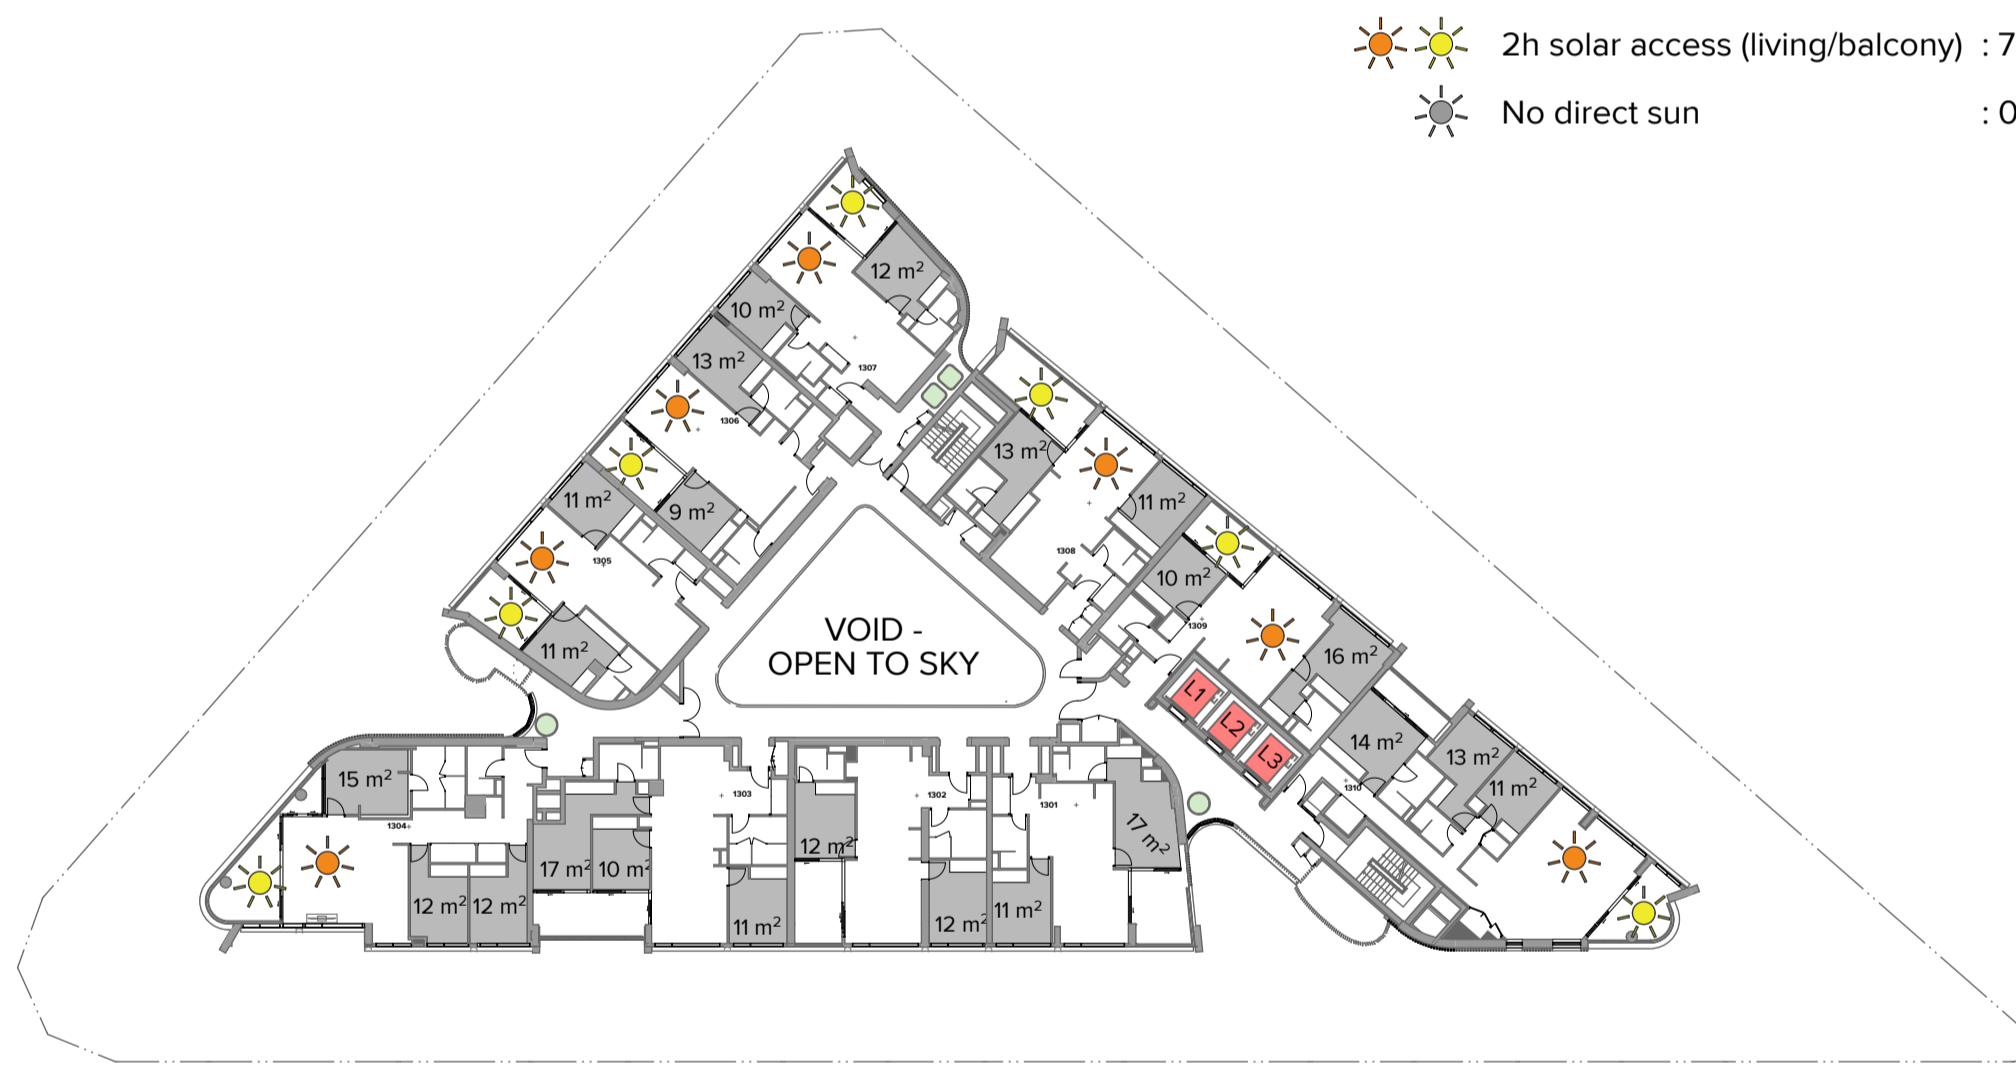 2h solar access (living/balcony) : 7
No direct sun : 0
12 m²
10 m²
13 m²
1307
1306
11 m²
9 m²
1305
11 m²
13 m²
11 m²
1308
10 m²
1309
16 m²
VOID -
OPEN TO SKY
L1
L2
L3
14 m²
13 m²
11 m²
1310
15 m²
1304
17 m²
10 m²
12 m²
12 m²
1303
11 m²
12 m²
1302
12 m²
1301
11 m²
17 m²